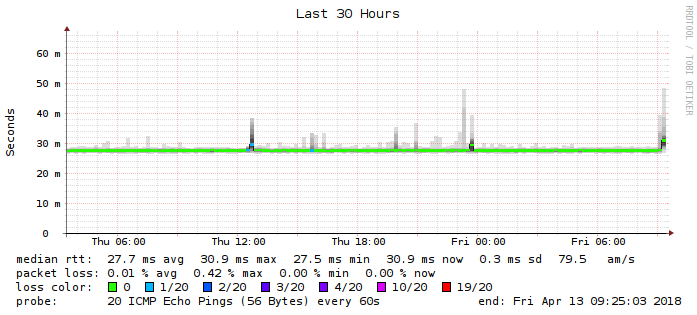 Last 30 Hours
RRDTOOL / TOBI OETIKER
Seconds
60 m
50 m
40 m
30 m
20 m
10 m
0
Thu 06:00 Thu 12:00 Thu 18:00 Fri 00:00 Fri 06:00
median rtt: 27.7 ms avg 30.9 ms max 27.5 ms min 30.9 ms now 0.3 ms sd 79.5 am/s
packet loss: 0.01 % avg 0.42 % max 0.00 % min 0.00 % now
loss color: 0 1/20 2/20 3/20 4/20 10/20 19/20
probe: 20 ICMP Echo Pings (56 Bytes) every 60s end: Fri Apr 13 09:25:03 2018